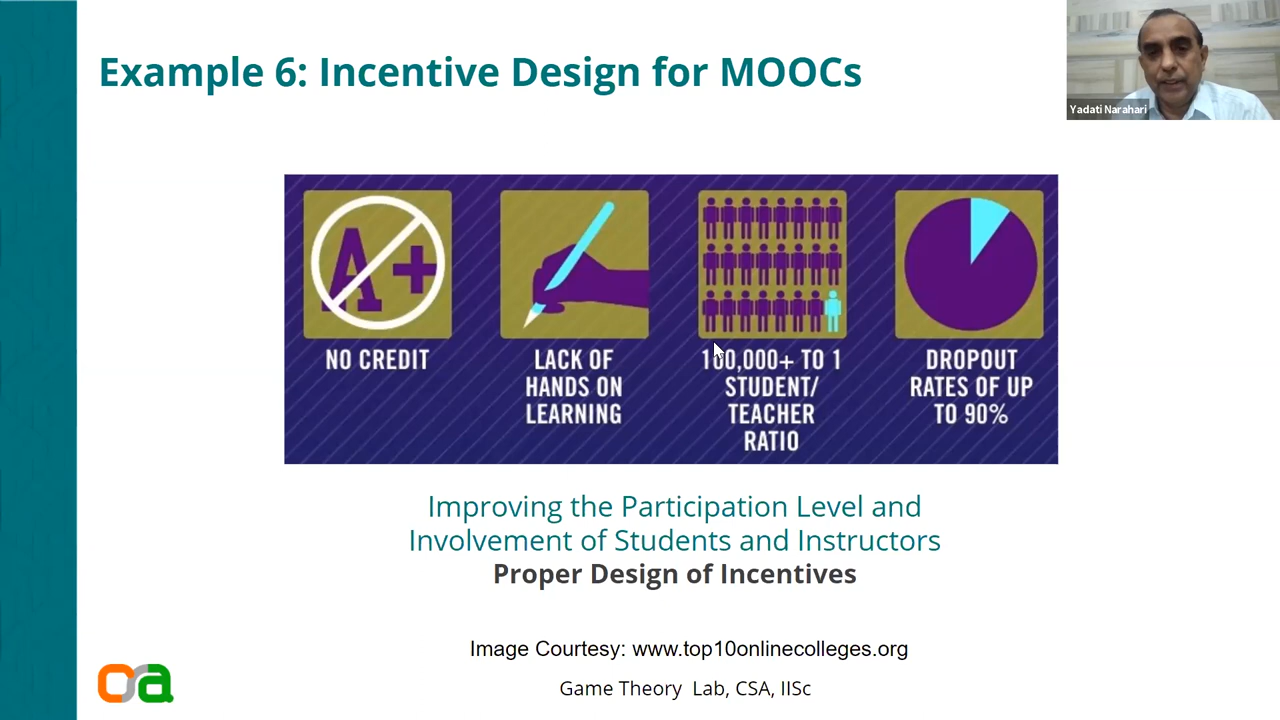 Example 6: Incentive Design for MOOCs
Yadati Narahari
A+
NO CREDIT
LACK OF
HANDS ON
LEARNING
100,000+ TO 1
STUDENT/
TEACHER
RATIO
DROPOUT
RATES OF UP
TO 90%
Improving the Participation Level and
Involvement of Students and Instructors
Proper Design of Incentives
Image Courtesy: www.top10onlinecolleges.org
Game Theory Lab, CSA, IISc